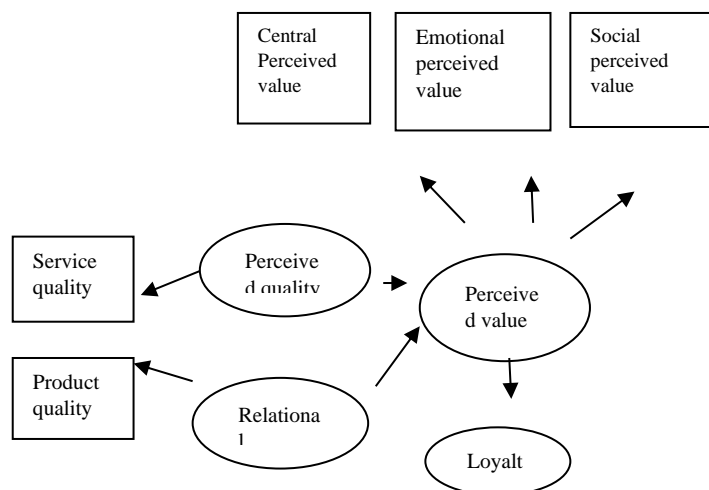 Central
Perceived
value
Emotional
perceived
value
Social
perceived
value
Service
quality
Perceive
d quality
Perceive
d value
Product
quality
Relationa
l
Loyalt